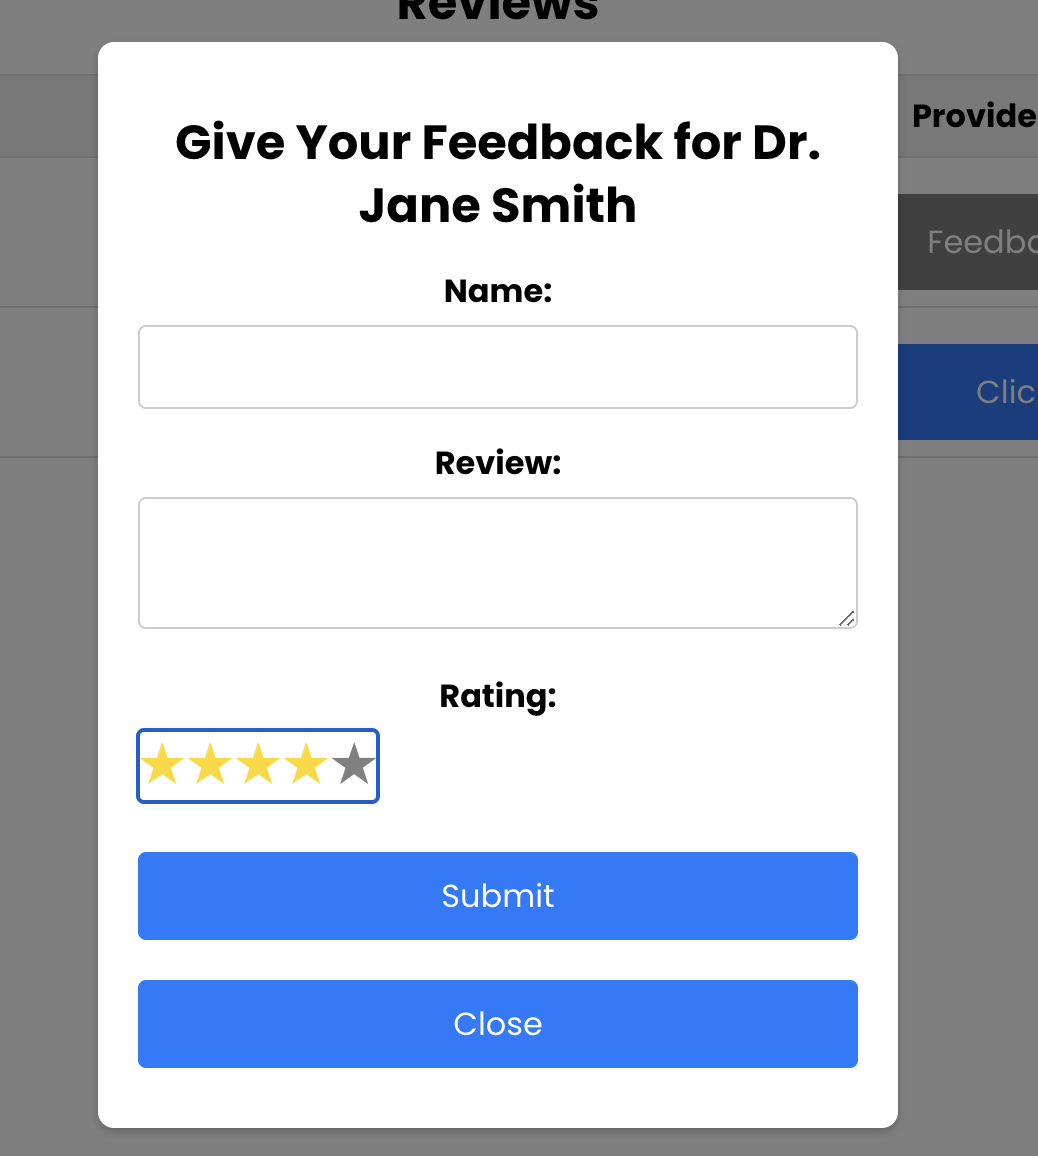 Reviews
Provide
Give Your Feedback for Dr.
Jane Smith
Feedba
Name:
Clic
Review:
Rating:
Submit
Close